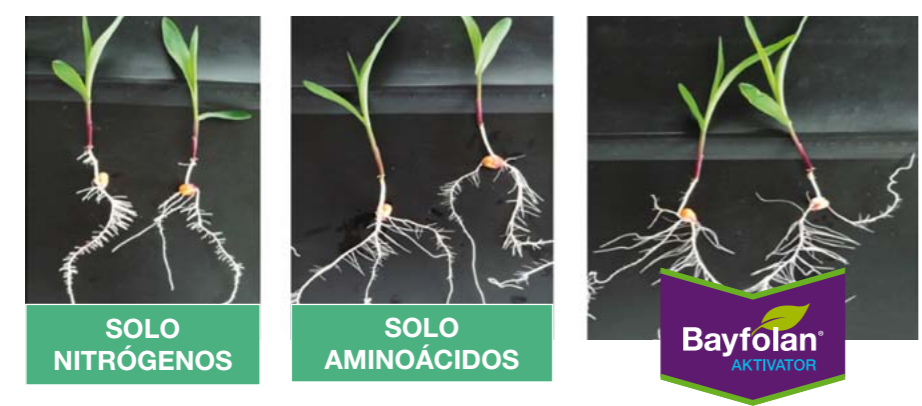 SOLO
NITRÓGENOS
SOLO
AMINOÁCIDOS
Bayfolan®
AKTIVATOR